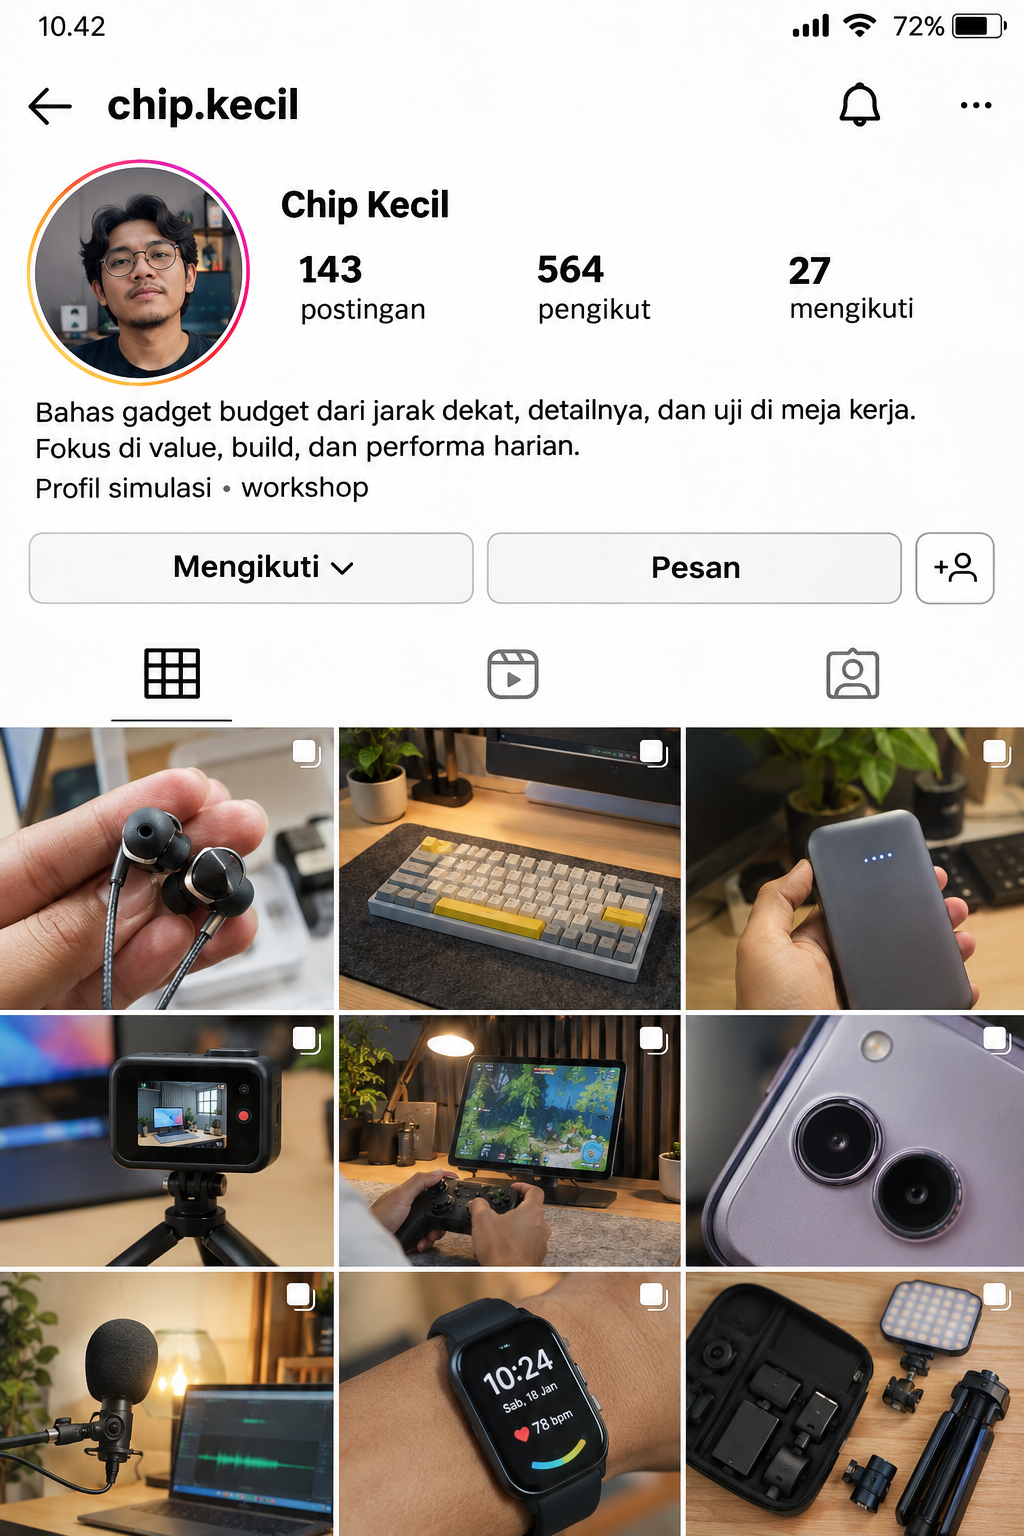 10.42
72%
chip.kecil
Chip Kecil
143
564
27
postingan
pengikut
mengikuti
Bahas gadget budget dari jarak dekat, detailnya, dan uji di meja kerja.
Fokus di value, build, dan performa harian.
Profil simulasi • workshop
Mengikuti
Pesan
10:24
Sab, 18 Jan
78 bpm